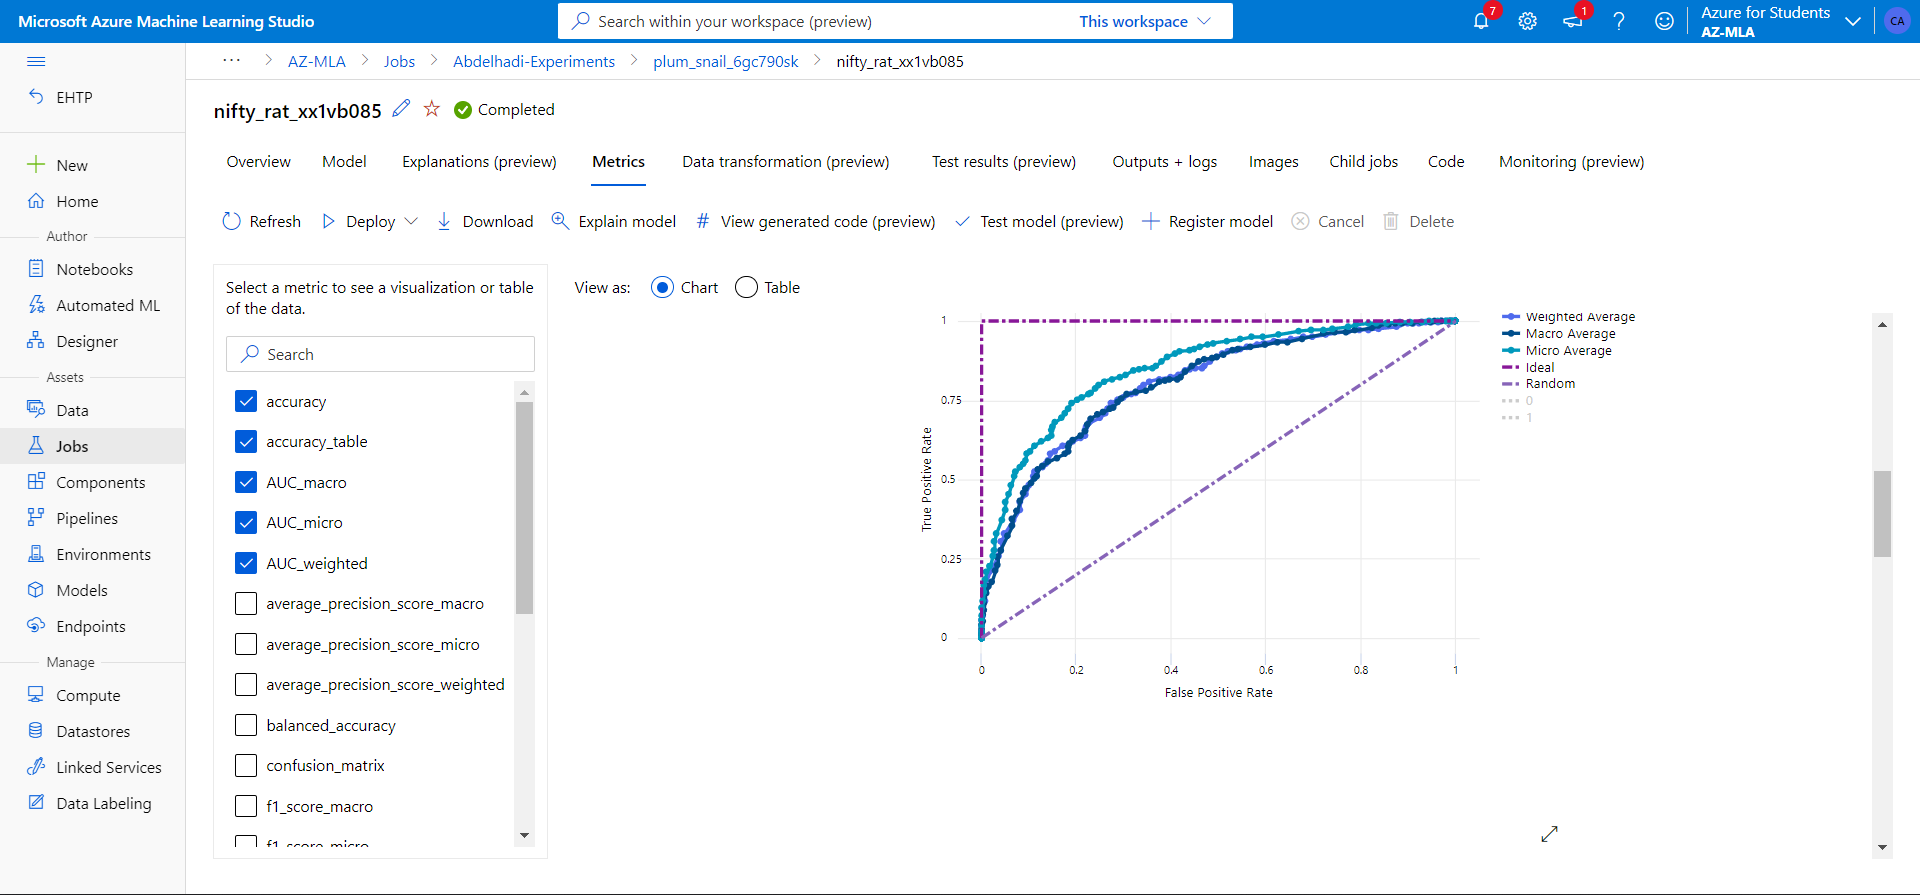 Microsoft Azure Machine Learning Studio
Search within your workspace (preview)
This workspace
7
1
?
Azure for Students
AZ-MLA
CA
... > AZ-MLA > Jobs > Abdelhadi-Experiments > plum_snail_6gc790sk > nifty_rat_xx1vb085
EHTP
New
Home
Author
Notebooks
Automated ML
Designer
Assets
Data
Jobs
Components
Pipelines
Environments
Models
Endpoints
Manage
Compute
Datastores
Linked Services
Data Labeling
nifty_rat_xx1vb085
Completed
Overview Model Explanations (preview) Metrics Data transformation (preview) Test results (preview) Outputs + logs Images Child jobs Code Monitoring (preview)
Refresh Deploy Download Explain model # View generated code (preview) Test model (preview) Register model Cancel Delete
Select a metric to see a visualization or table
of the data.
Search
accuracy
accuracy_table
AUC_macro
AUC_micro
AUC_weighted
average_precision_score_macro
average_precision_score_micro
average_precision_score_weighted
balanced_accuracy
confusion_matrix
f1_score_macro
f1_score_micro
View as: Chart Table
1
0.75
0.5
0.25
0
True Positive Rate
0 0.2 0.4 0.6 0.8 1
False Positive Rate
Weighted Average
Macro Average
Micro Average
Ideal
Random
0
1